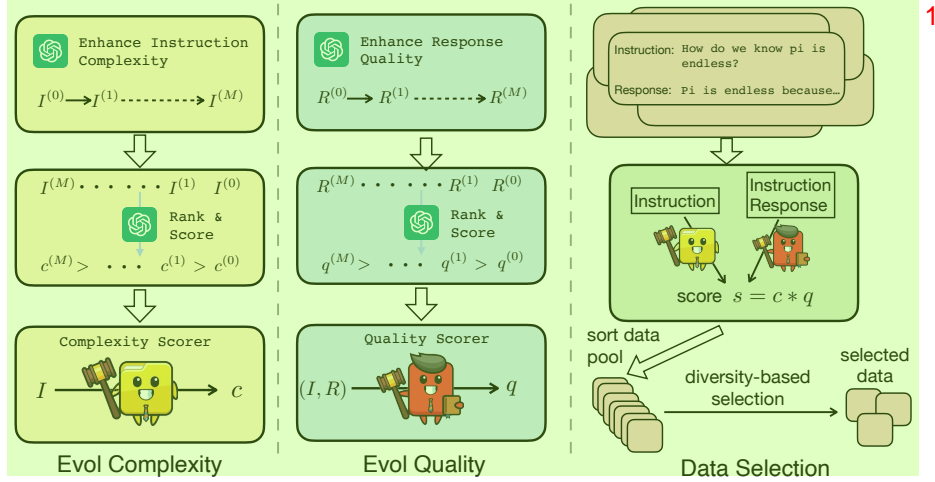 1
Enhance Instruction
Complexity
I^{(0)} → I^{(1)} ⇢ I^{(M)}
I^{(M)} · · · · · · I^{(1)} I^{(0)}
Rank &
Score
c^{(M)} > · · · c^{(1)} > c^{(0)}
Complexity Scorer
I → c
Evol Complexity
Enhance Response
Quality
R^{(0)} → R^{(1)} ⇢ R^{(M)}
R^{(M)} · · · · · · R^{(1)} R^{(0)}
Rank &
Score
q^{(M)} > · · · q^{(1)} > q^{(0)}
Quality Scorer
(I, R) → q
Evol Quality
Instruction: How do we know pi is
endless?
Response: Pi is endless because…
Instruction
Instruction
Response
score s = c * q
sort data
pool
diversity-based
selection
selected
data
Data Selection